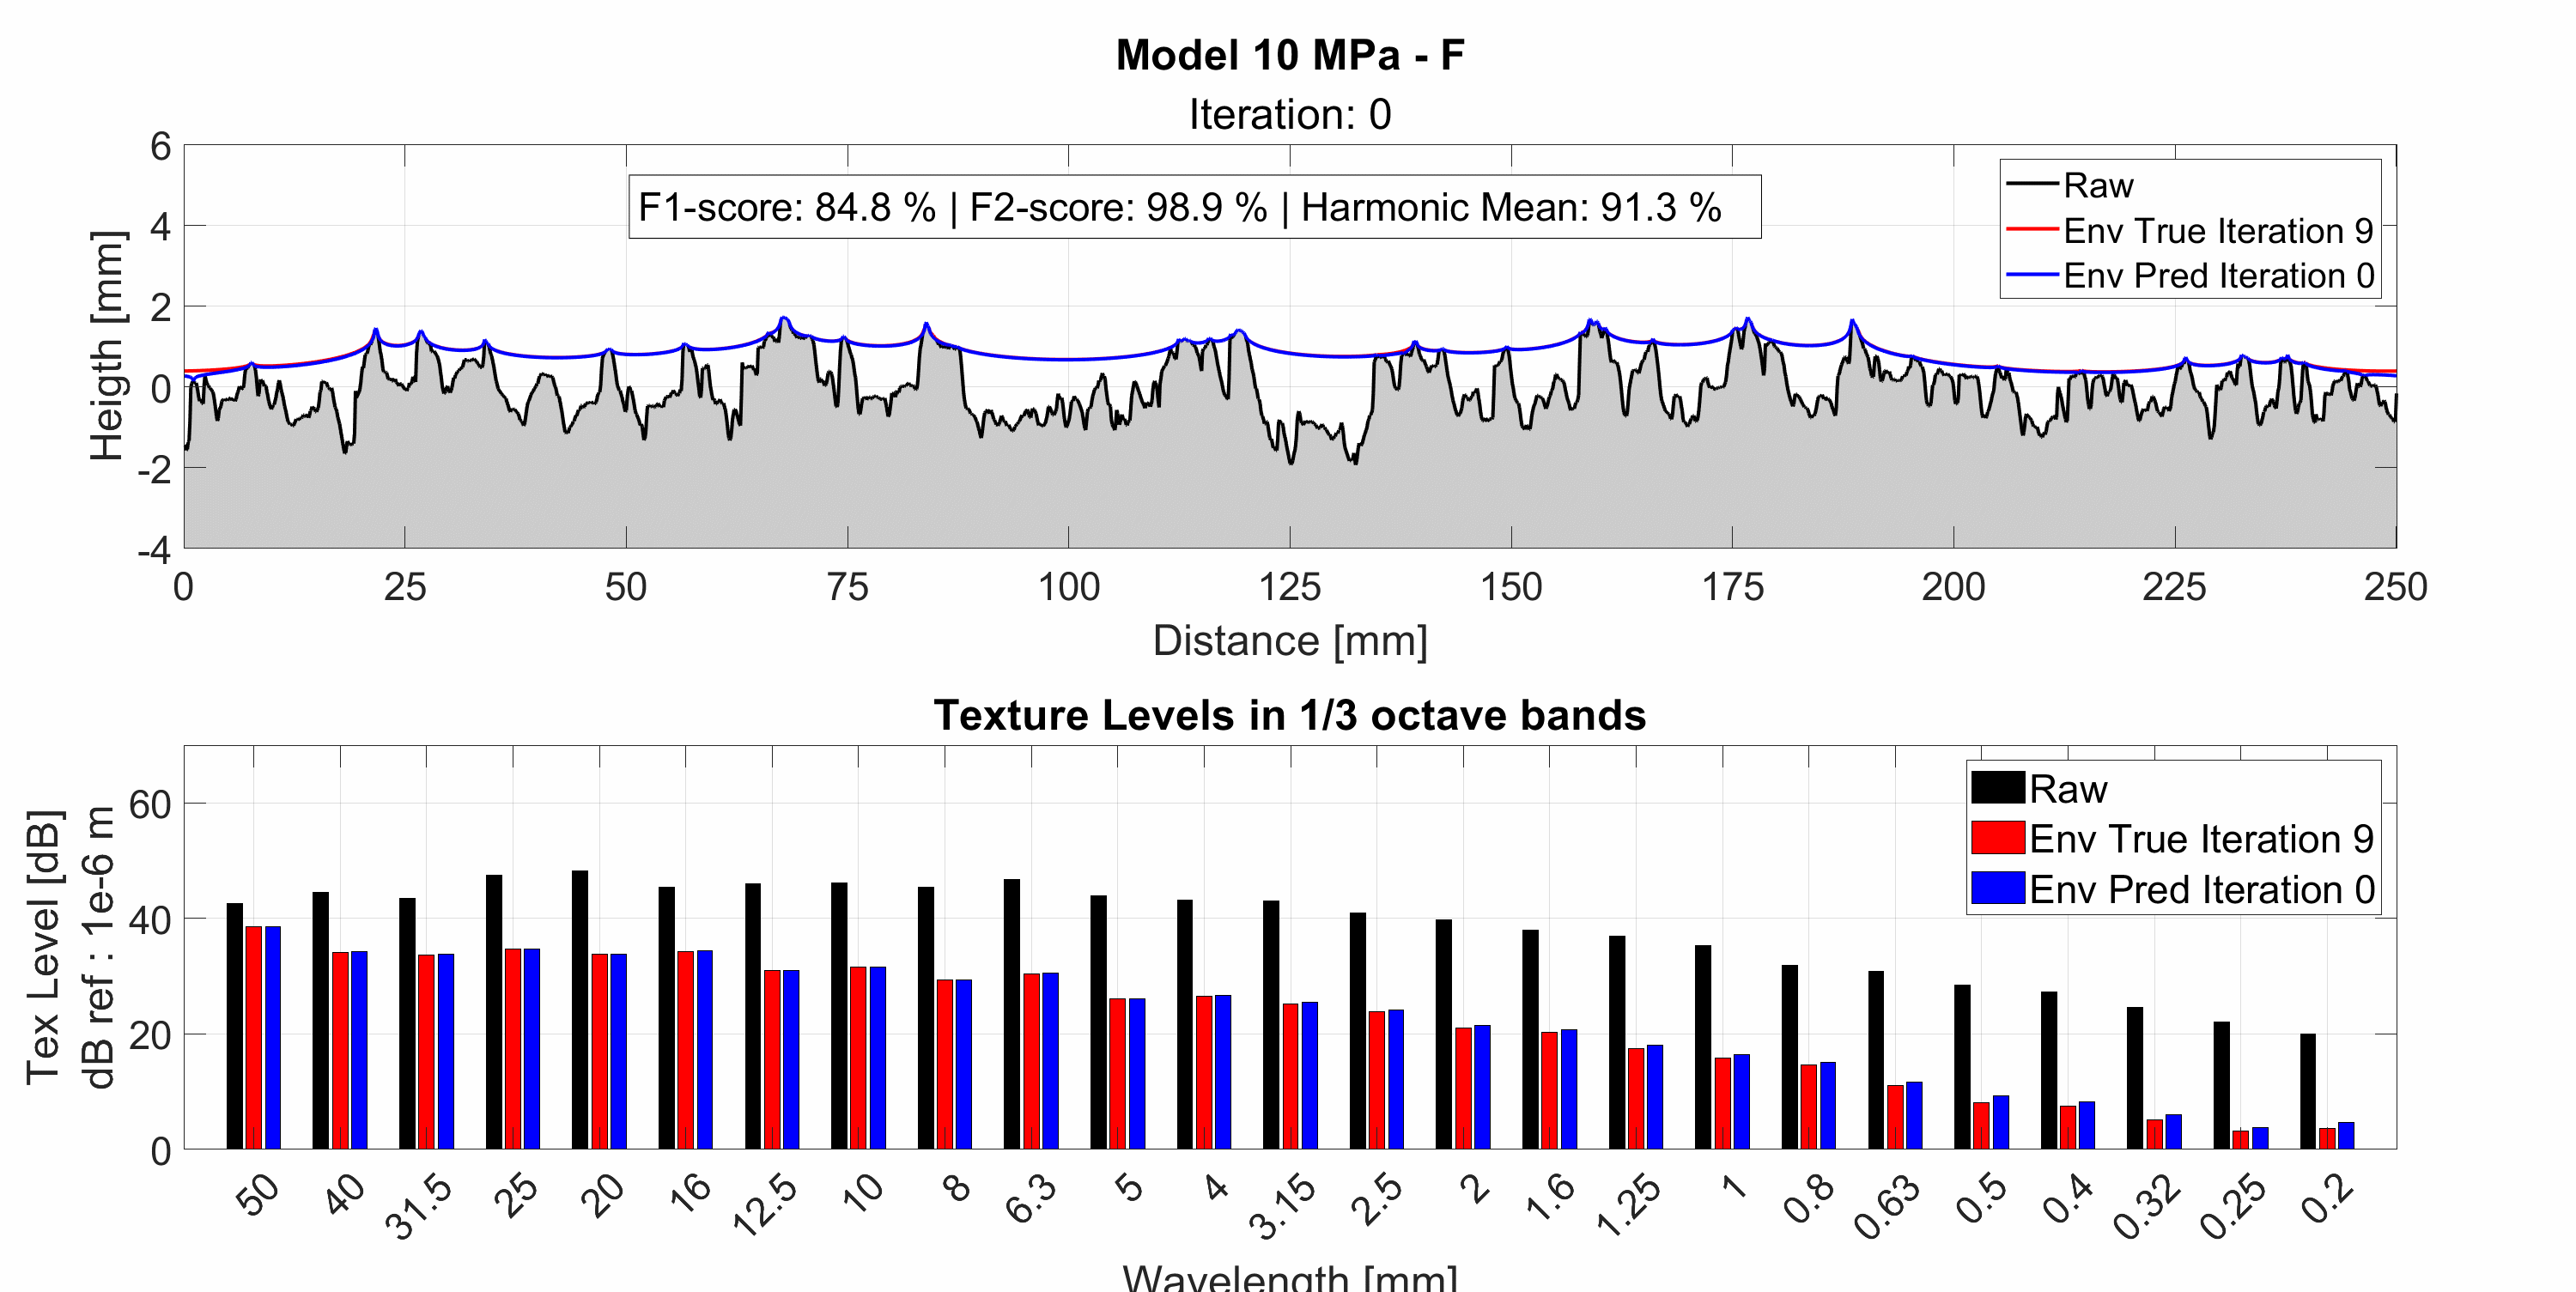 Model 10 MPa - F
Iteration: 0
F1-score: 84.8 % | F2-score: 98.9 % | Harmonic Mean: 91.3 %
Raw
Env True Iteration 9
Env Pred Iteration 0
Heigth [mm]
6
4
2
0
-2
-4
0 25 50 75 100 125 150 175 200 225 250
Distance [mm]
Texture Levels in 1/3 octave bands
Raw
Env True Iteration 9
Env Pred Iteration 0
Tex Level [dB]
dB ref : 1e-6 m
60
40
20
0
50 40 31.5 25 20 16 12.5 10 8 6.3 5 4 3.15 2.5 2 1.6 1.25 1 0.8 0.63 0.5 0.4 0.32 0.25 0.2
Wavelength [mm]